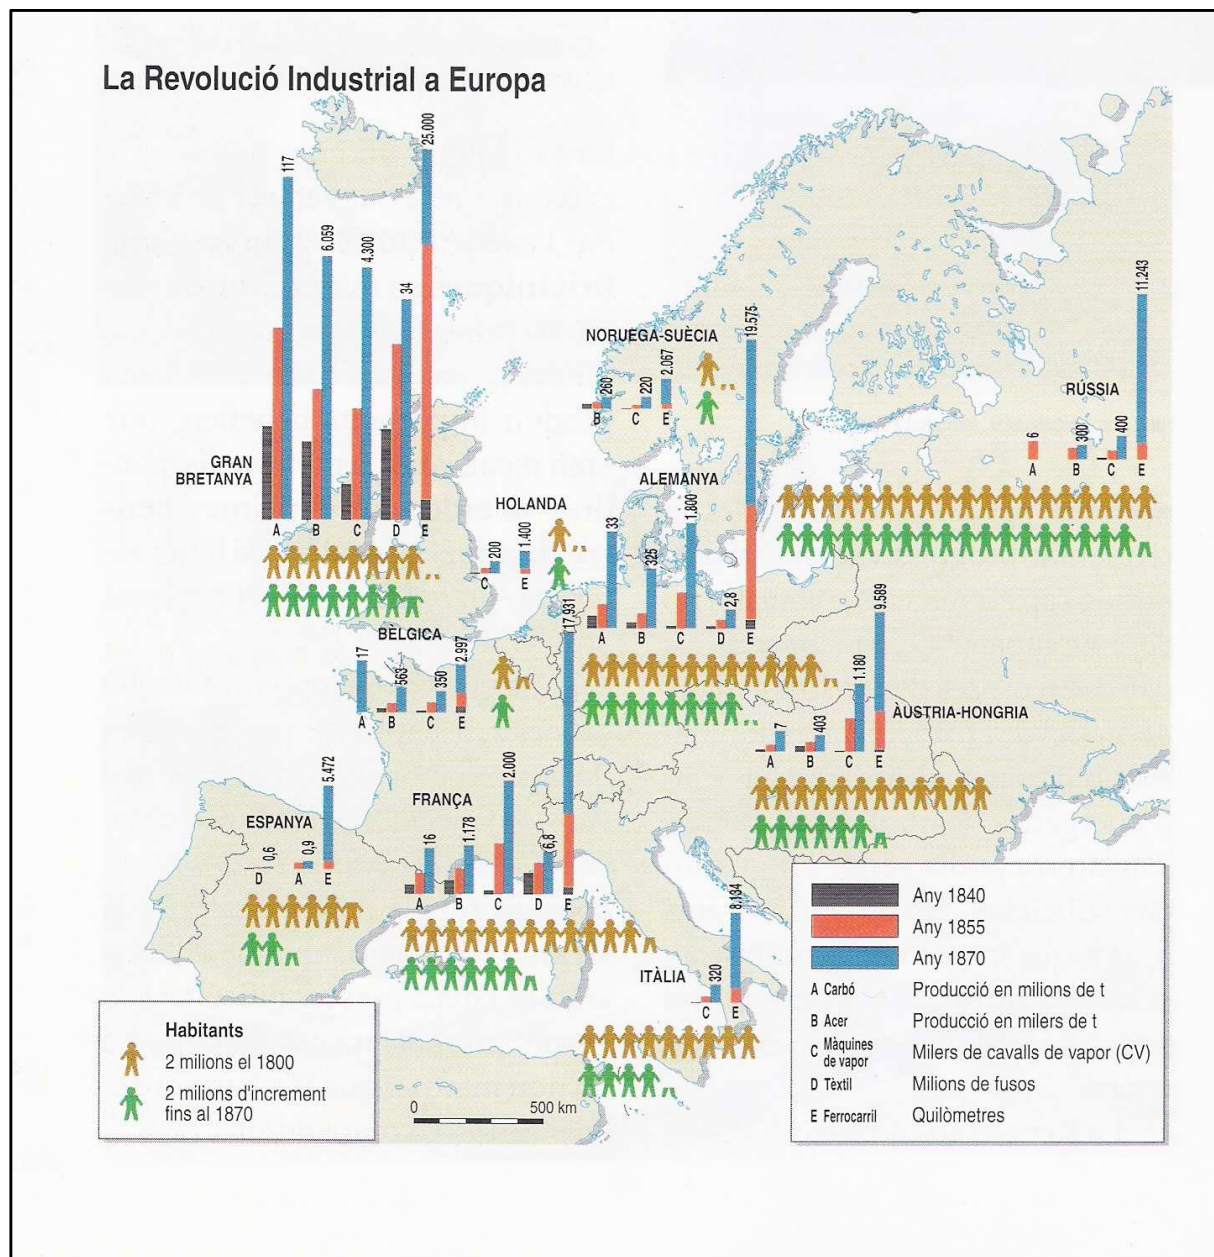 La Revolució Industrial a Europa
117
6.059
4.300
34
25.000
GRAN
BRETANYA
A B C D E
NORUEGA-SUÈCIA
260
220
2.067
B C E
RÚSSIA
6
300
400
11.243
A B C E
HOLANDA
200
1.400
C E
ALEMANYA
33
325
1.800
2,8
19.575
A B C D E
BÈLGICA
17
563
350
2.997
A B C E
ÀUSTRIA-HONGRIA
7
403
1.180
9.589
A B C E
ESPANYA
0,6
0,9
5.472
D A E
FRANÇA
16
1.178
2.000
6,8
17.931
A B C D E
ITÀLIA
320
8.134
C E
Habitants
2 milions el 1800
2 milions d'increment
fins al 1870
0 500 km
Any 1840
Any 1855
Any 1870
A Carbó Producció en milions de t
B Acer Producció en milers de t
C Màquines de vapor Milers de cavalls de vapor (CV)
D Tèxtil Milions de fusos
E Ferrocarril Quilòmetres